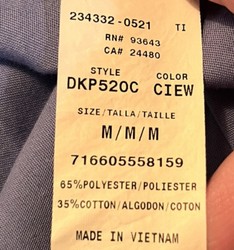 234332-0521 TI
RN# 93643
CA# 24480
STYLE COLOR
DKP520C CIEW
SIZE/TALLA/TAILLE
M/M/M
716605558159
65%POLYESTER/POLIESTER
35%COTTON/ALGODON/COTON
MADE IN VIETNAM